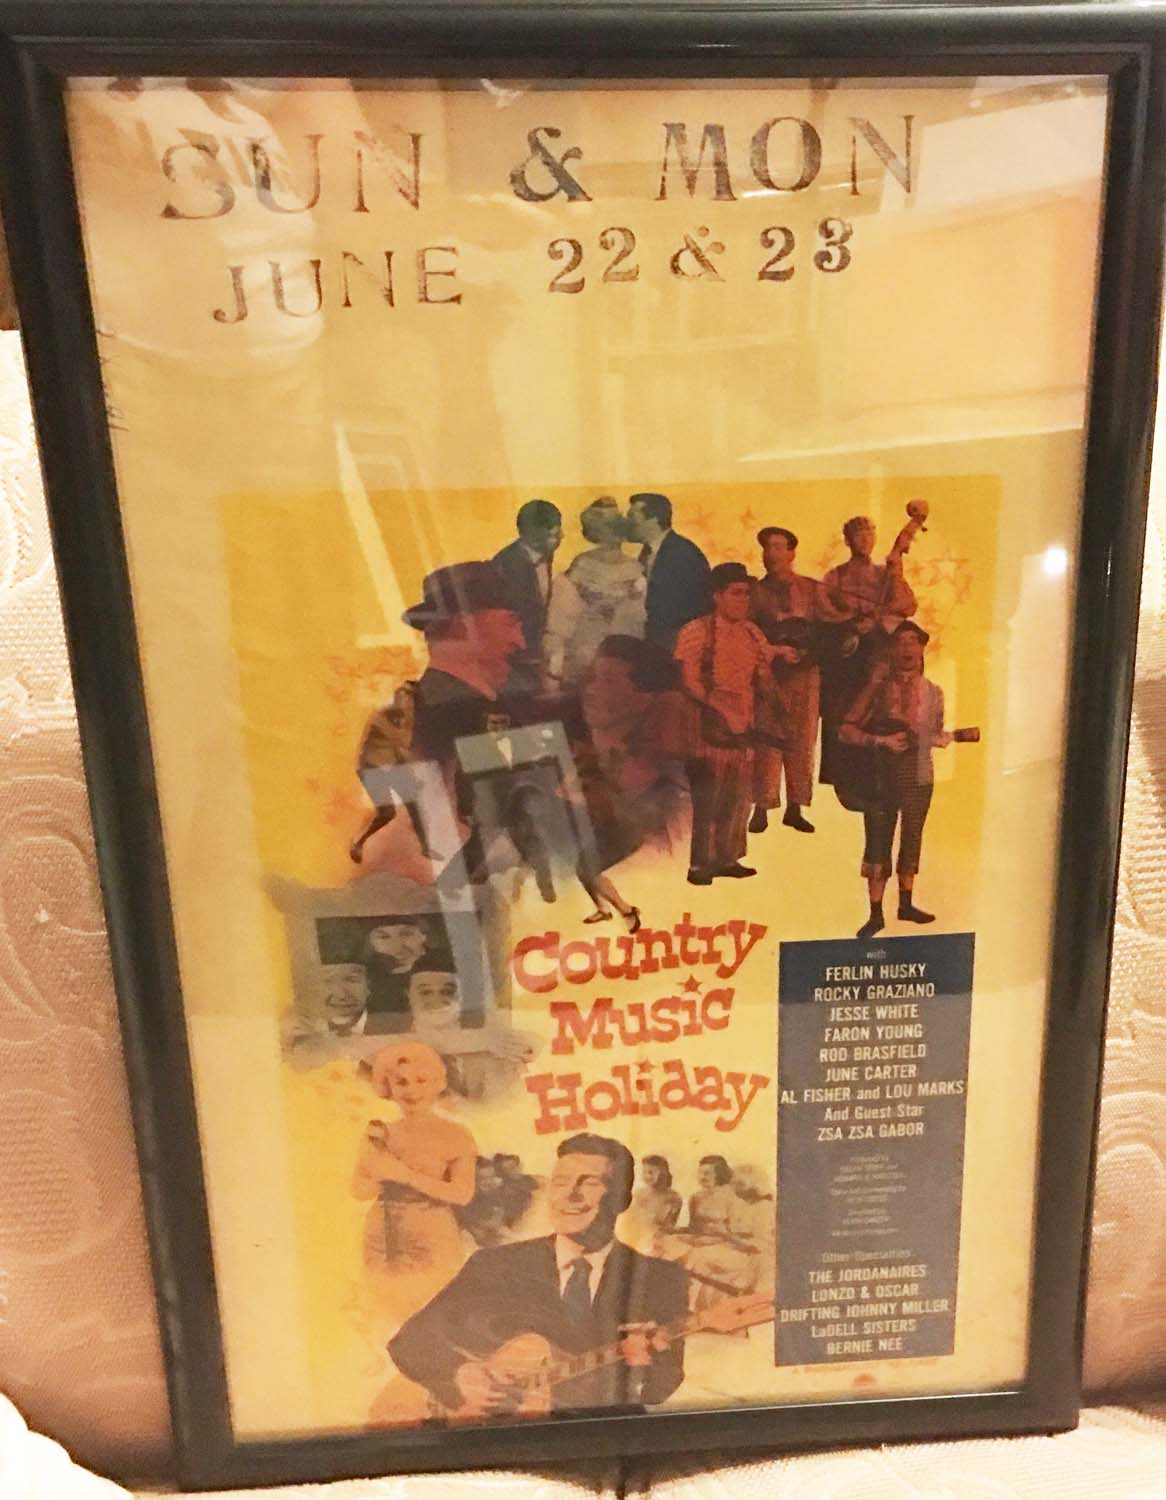 SUN & MON
JUNE 22 & 23
Country
Music
Holiday
with
FERLIN HUSKY
ROCKY GRAZIANO
JESSE WHITE
FARON YOUNG
ROD BRASFIELD
JUNE CARTER
AL FISHER and LOU MARKS
And Guest Star
ZSA ZSA GABOR
Other Specialties
THE JORDANAIRES
LONZO & OSCAR
DRIFTING JOHNNY MILLER
LaDELL SISTERS
BERNIE NEE